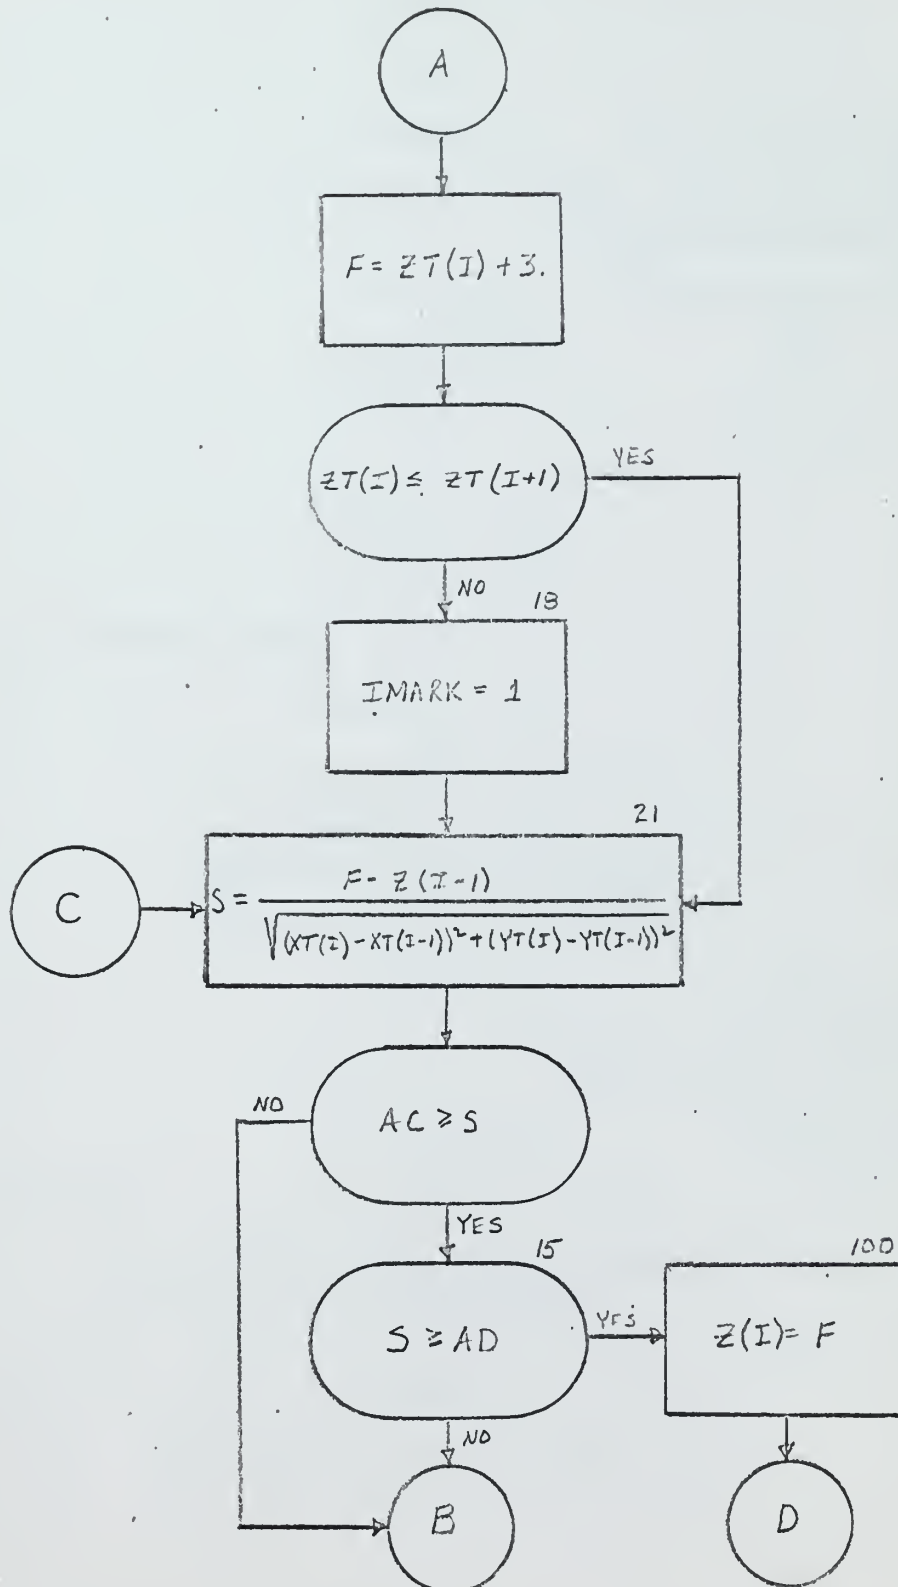 A
F = ZT(I) + 3.
ZT(I) ≤ ZT(I+1)
YES
NO
18
IMARK = 1
21
C
S = F - Z(I-1) / √(XT(I) - XT(I-1))² + (YT(I) - YT(I-1))²
AC ≥ S
NO
YES
15
100
S ≥ AD
YES
Z(I) = F
NO
B
D